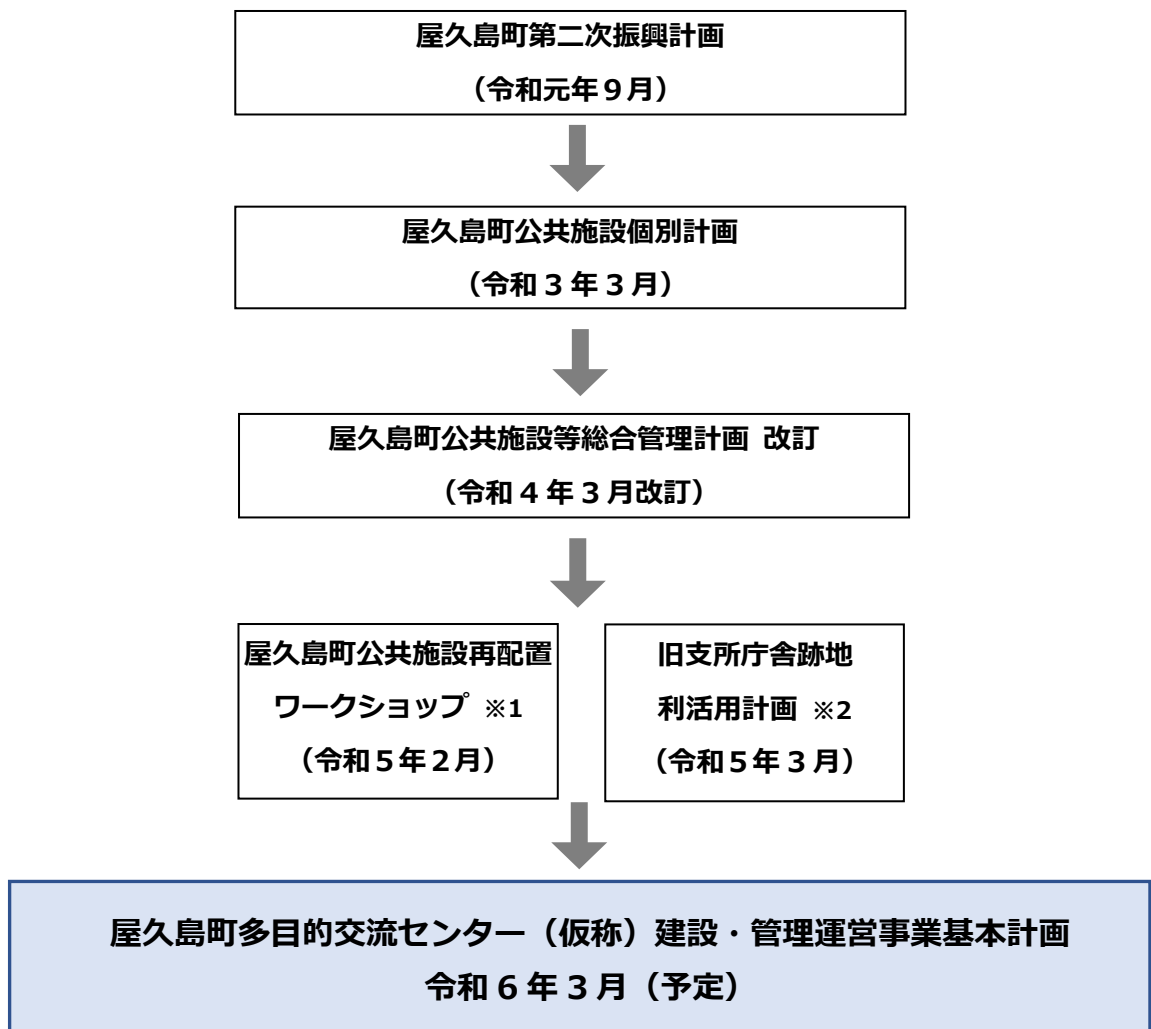 屋久島町第二次振興計画
（令和元年９月）
屋久島町公共施設個別計画
（令和３年３月）
屋久島町公共施設等総合管理計画 改訂
（令和４年３月改訂）
屋久島町公共施設再配置
ワークショップ ※1
（令和５年２月）
旧支所庁舎跡地
利活用計画 ※2
（令和５年３月）
屋久島町多目的交流センター（仮称）建設・管理運営事業基本計画
令和６年３月（予定）